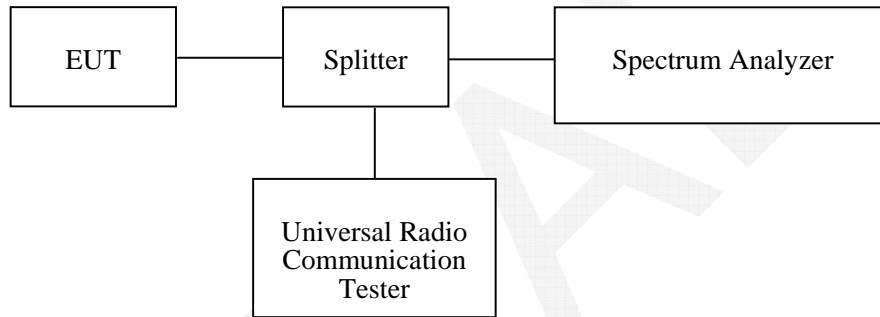 EUT
Splitter
Spectrum Analyzer
Universal Radio
Communication
Tester